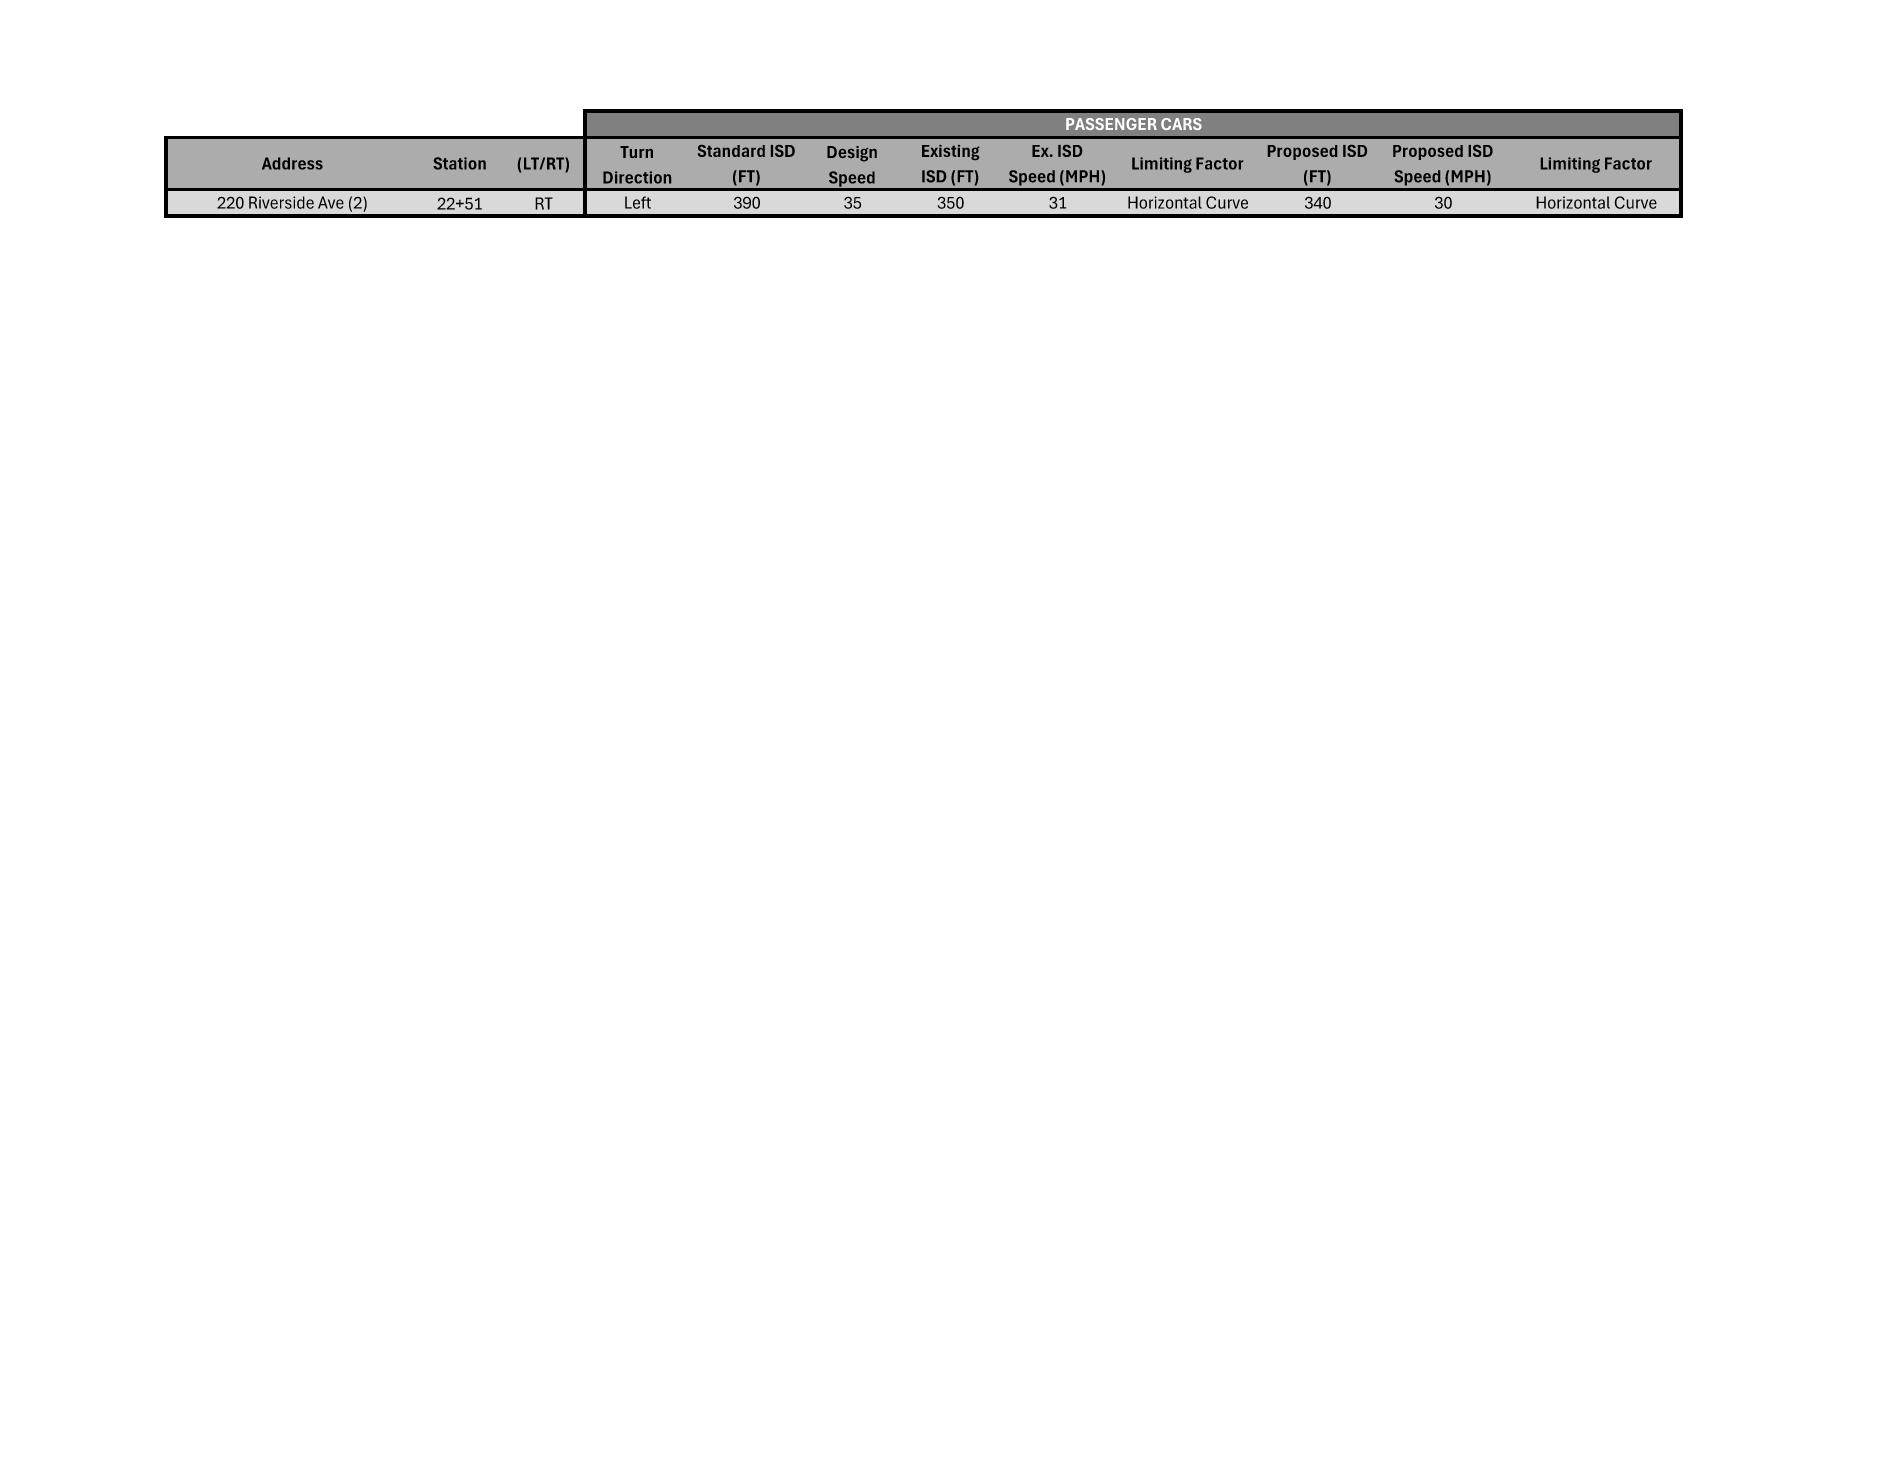 PASSENGER CARS
Address Station (LT/RT) Turn Direction Standard ISD (FT) Design Speed Existing ISD (FT) Ex. ISD Speed (MPH) Limiting Factor Proposed ISD (FT) Proposed ISD Speed (MPH) Limiting Factor
220 Riverside Ave (2) 22+51 RT Left 390 35 350 31 Horizontal Curve 340 30 Horizontal Curve